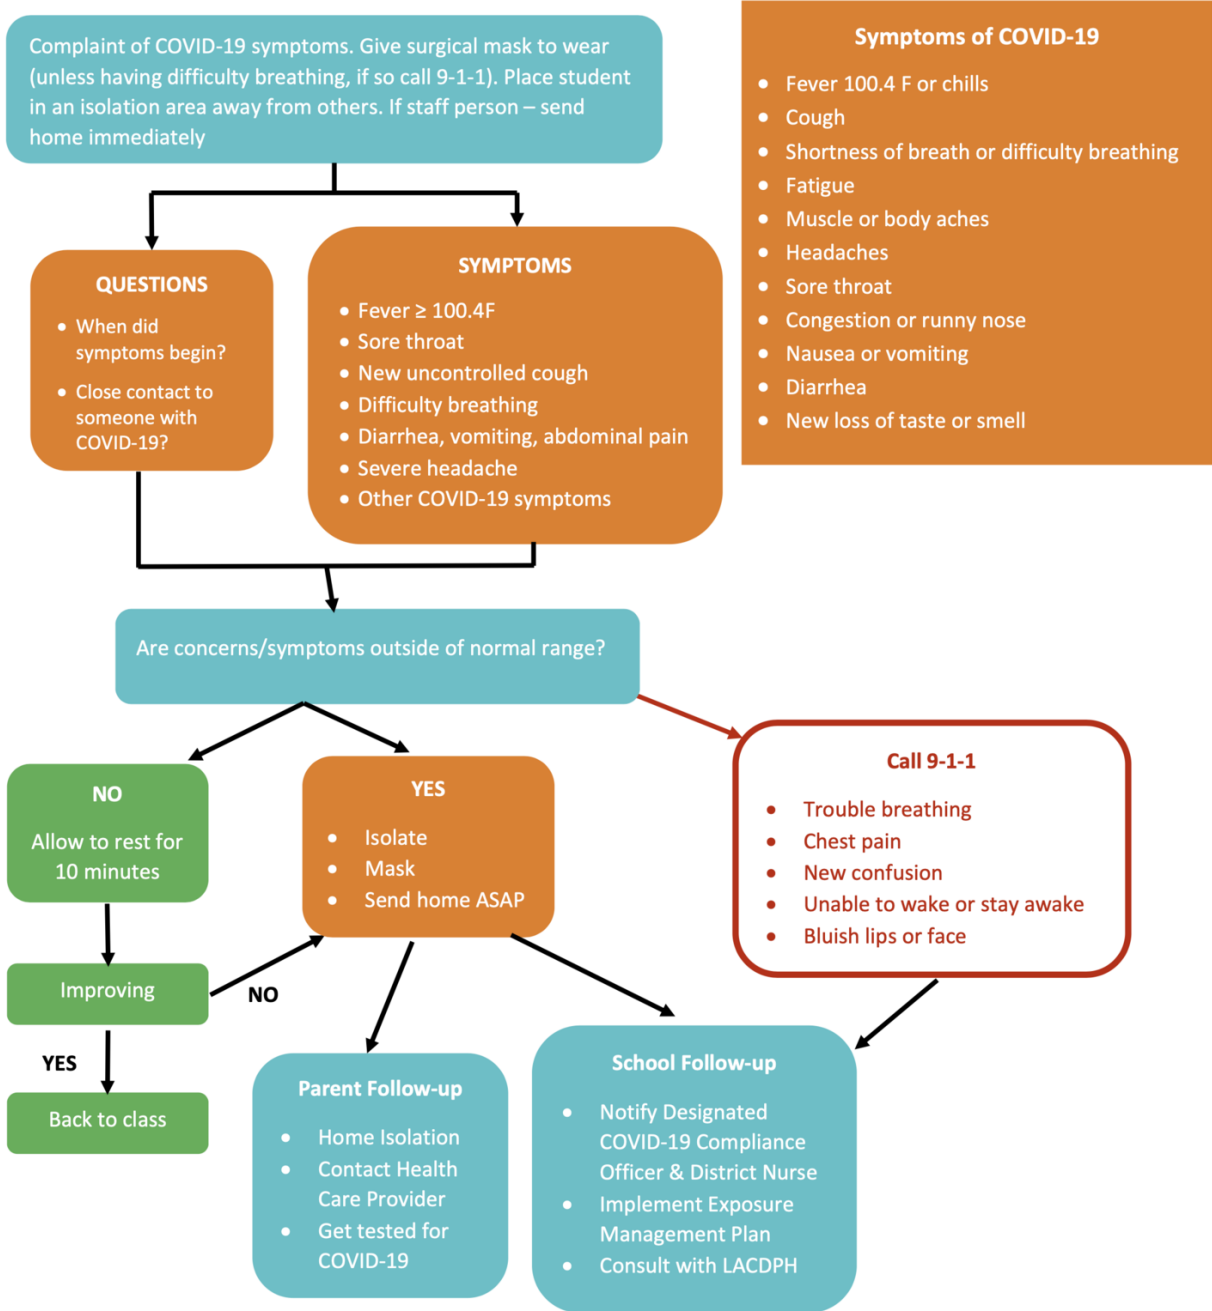 Complaint of COVID-19 symptoms. Give surgical mask to wear
(unless having difficulty breathing, if so call 9-1-1). Place student
in an isolation area away from others. If staff person – send
home immediately
Symptoms of COVID-19
• Fever 100.4 F or chills
• Cough
• Shortness of breath or difficulty breathing
• Fatigue
• Muscle or body aches
• Headaches
• Sore throat
• Congestion or runny nose
• Nausea or vomiting
• Diarrhea
• New loss of taste or smell
QUESTIONS
• When did
symptoms begin?
• Close contact to
someone with
COVID-19?
SYMPTOMS
• Fever ≥ 100.4F
• Sore throat
• New uncontrolled cough
• Difficulty breathing
• Diarrhea, vomiting, abdominal pain
• Severe headache
• Other COVID-19 symptoms
Are concerns/symptoms outside of normal range?
NO
Allow to rest for
10 minutes
YES
• Isolate
• Mask
• Send home ASAP
Call 9-1-1
• Trouble breathing
• Chest pain
• New confusion
• Unable to wake or stay awake
• Bluish lips or face
Improving
NO
YES
Back to class
Parent Follow-up
• Home Isolation
• Contact Health
Care Provider
• Get tested for
COVID-19
School Follow-up
• Notify Designated
COVID-19 Compliance
Officer & District Nurse
• Implement Exposure
Management Plan
• Consult with LACDPH